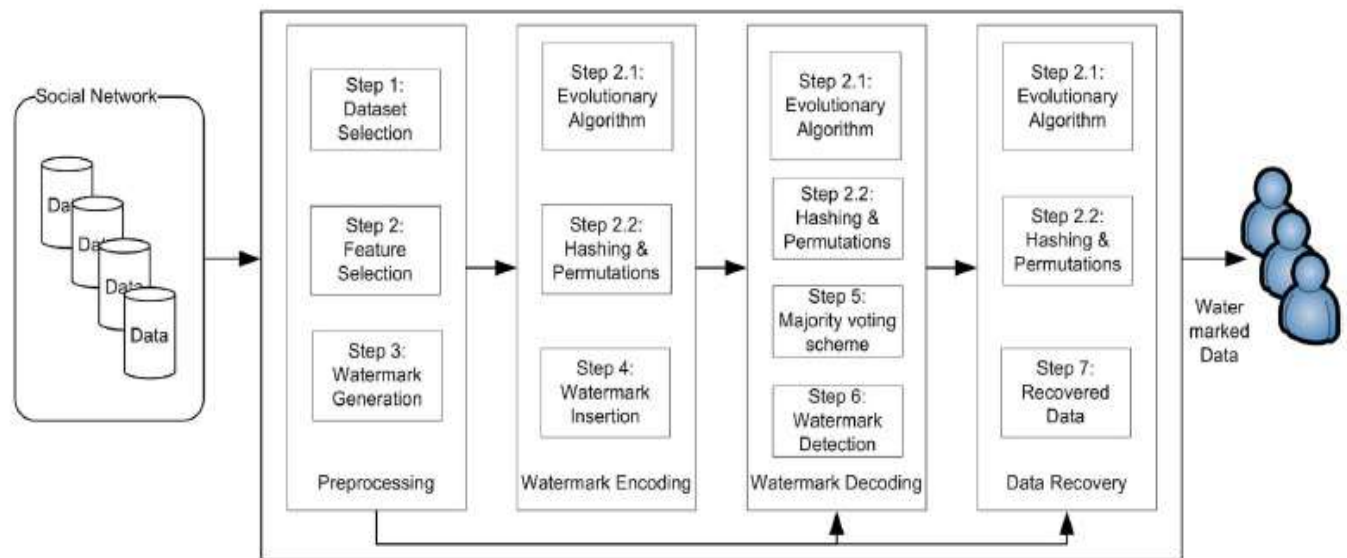 Social Network
Data
Data
Data
Data
Step 1:
Dataset
Selection
Step 2:
Feature
Selection
Step 3:
Watermark
Generation
Preprocessing
Step 2.1:
Evolutionary
Algorithm
Step 2.2:
Hashing &
Permutations
Step 4:
Watermark
Insertion
Watermark Encoding
Step 2.1:
Evolutionary
Algorithm
Step 2.2:
Hashing &
Permutations
Step 5:
Majority voting
scheme
Step 6:
Watermark
Detection
Watermark Decoding
Step 2.1:
Evolutionary
Algorithm
Step 2.2:
Hashing &
Permutations
Step 7:
Recovered
Data
Data Recovery
Water
marked
Data